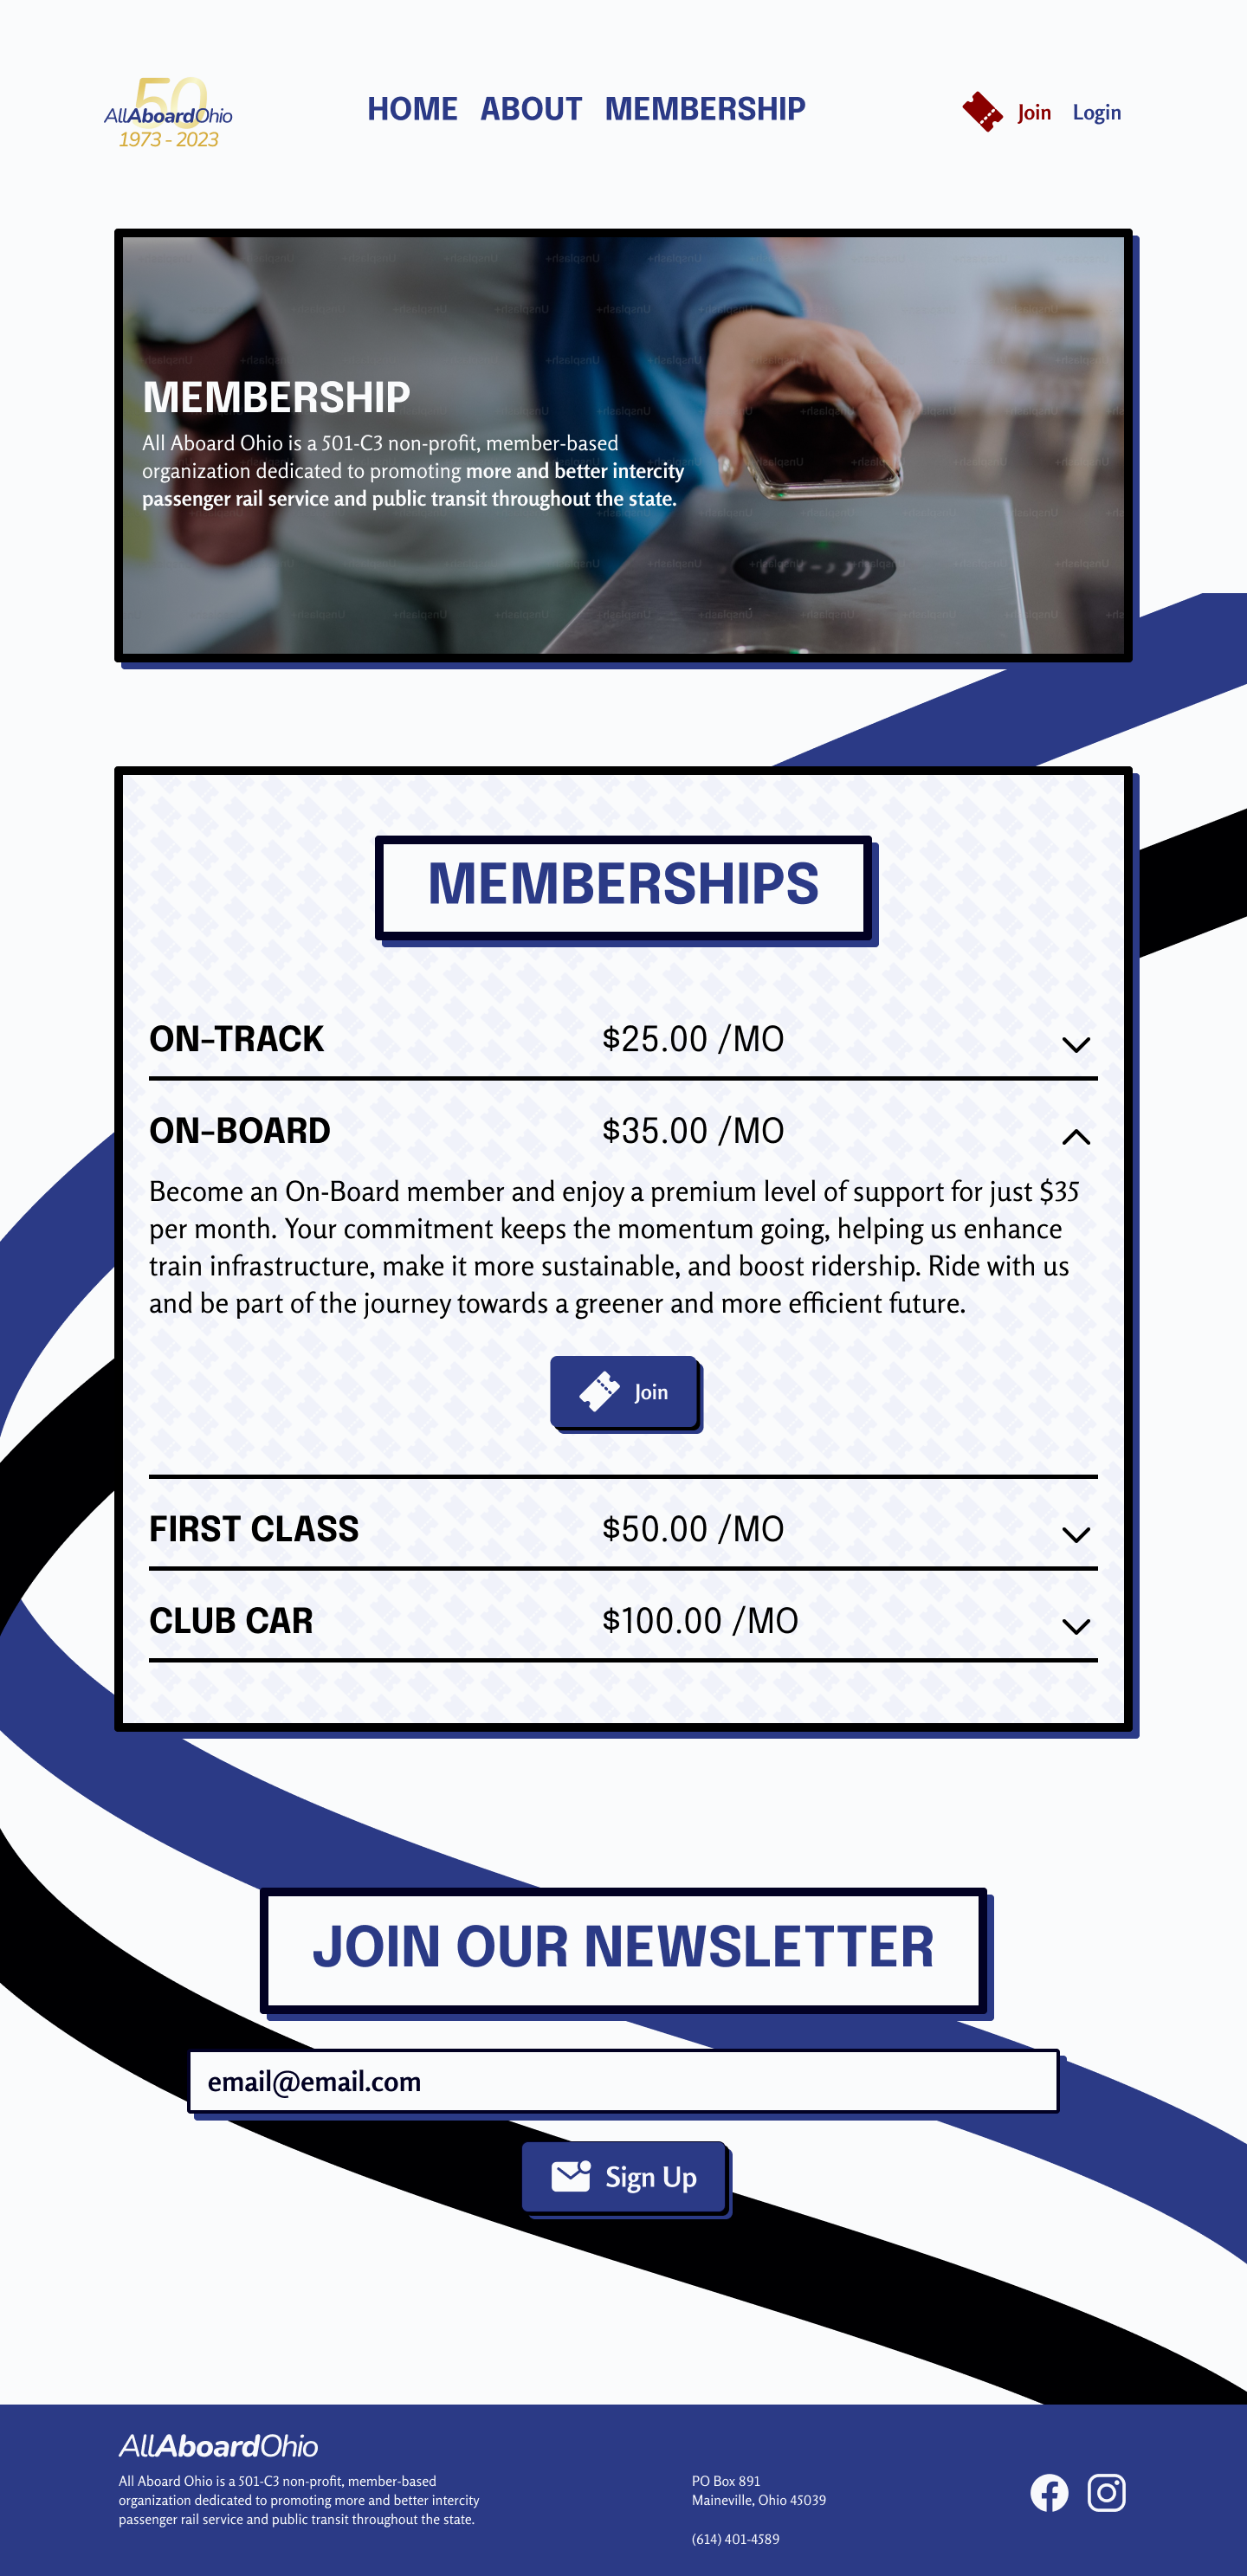 50
AllAboardOhio
1973 - 2023
HOME ABOUT MEMBERSHIP
Join Login
MEMBERSHIP
All Aboard Ohio is a 501-C3 non-profit, member-based
organization dedicated to promoting more and better intercity
passenger rail service and public transit throughout the state.
MEMBERSHIPS
ON-TRACK $25.00 /MO
ON-BOARD $35.00 /MO
Become an On-Board member and enjoy a premium level of support for just $35
per month. Your commitment keeps the momentum going, helping us enhance
train infrastructure, make it more sustainable, and boost ridership. Ride with us
and be part of the journey towards a greener and more efficient future.
Join
FIRST CLASS $50.00 /MO
CLUB CAR $100.00 /MO
JOIN OUR NEWSLETTER
email@email.com
Sign Up
AllAboardOhio
All Aboard Ohio is a 501-C3 non-profit, member-based
organization dedicated to promoting more and better intercity
passenger rail service and public transit throughout the state.
PO Box 891
Maineville, Ohio 45039
(614) 401-4589